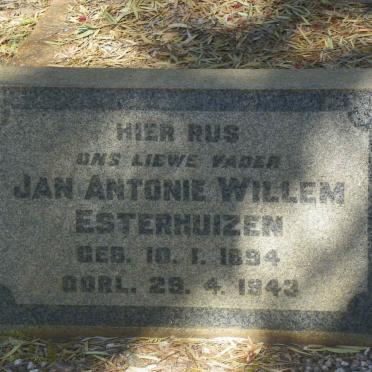 HIER RUS
ONS LIEWE VADER
JAN ANTONIE WILLEM
ESTERHUIZEN
GEB. 10. 1. 1894
OORL. 29. 4. 1943